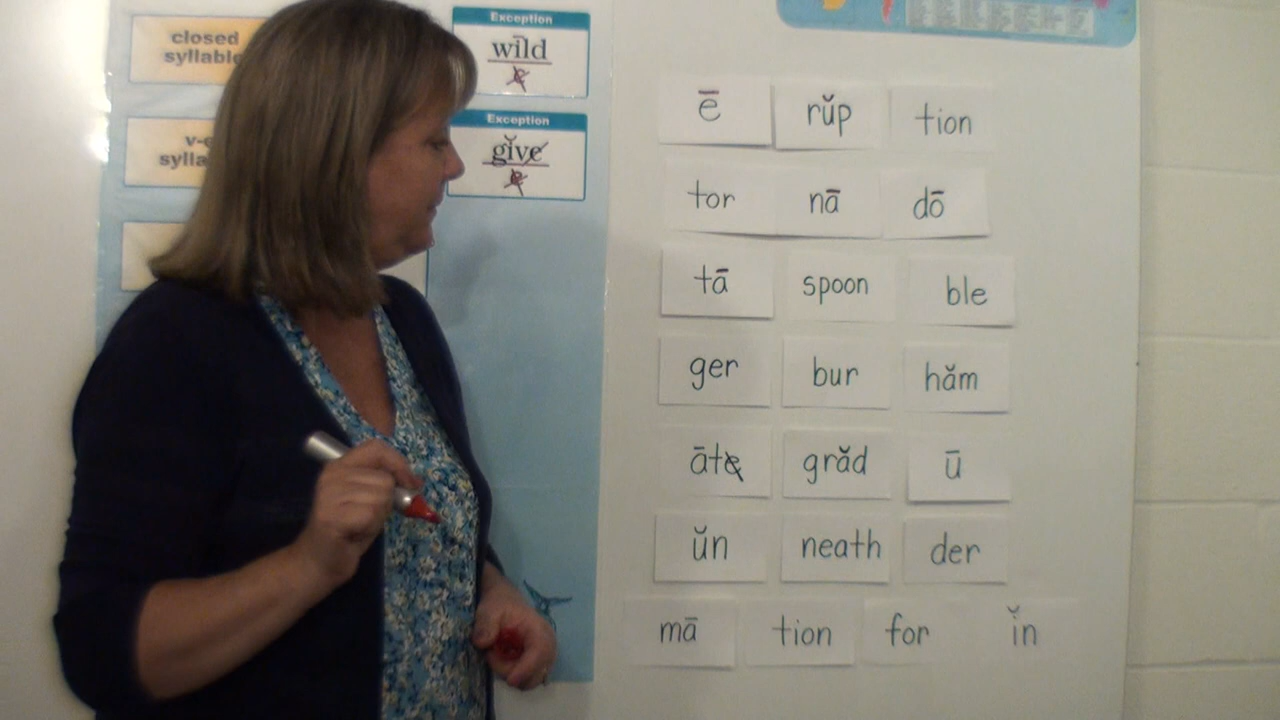 closed
syllable
v-e
sylla
Exception
wīld
e
Exception
gĭve
e
ē rŭp tion
tor nā dō
tā spoon ble
ger bur hăm
āte grăd ū
ŭn neath der
mā tion for ĭn